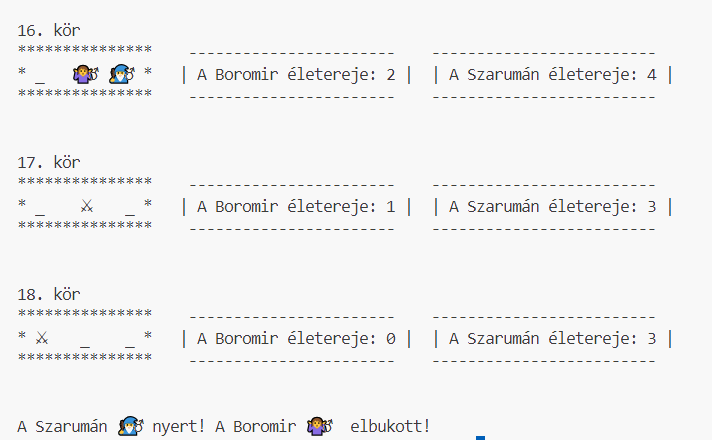 16. kör
***************    -----------------------    -------------------------
* _   🤷🏾‍♂ 🧙‍♂ *   | A Boromir életereje: 2 |  | A Szarumán életereje: 4 |
***************    -----------------------    -------------------------
17. kör
***************    -----------------------    -------------------------
* _    ⚔    _ *   | A Boromir életereje: 1 |  | A Szarumán életereje: 3 |
***************    -----------------------    -------------------------
18. kör
***************    -----------------------    -------------------------
* ⚔    _    _ *   | A Boromir életereje: 0 |  | A Szarumán életereje: 3 |
***************    -----------------------    -------------------------
A Szarumán 🧙‍♂ nyert! A Boromir 🤷🏾‍♂  elbukott!